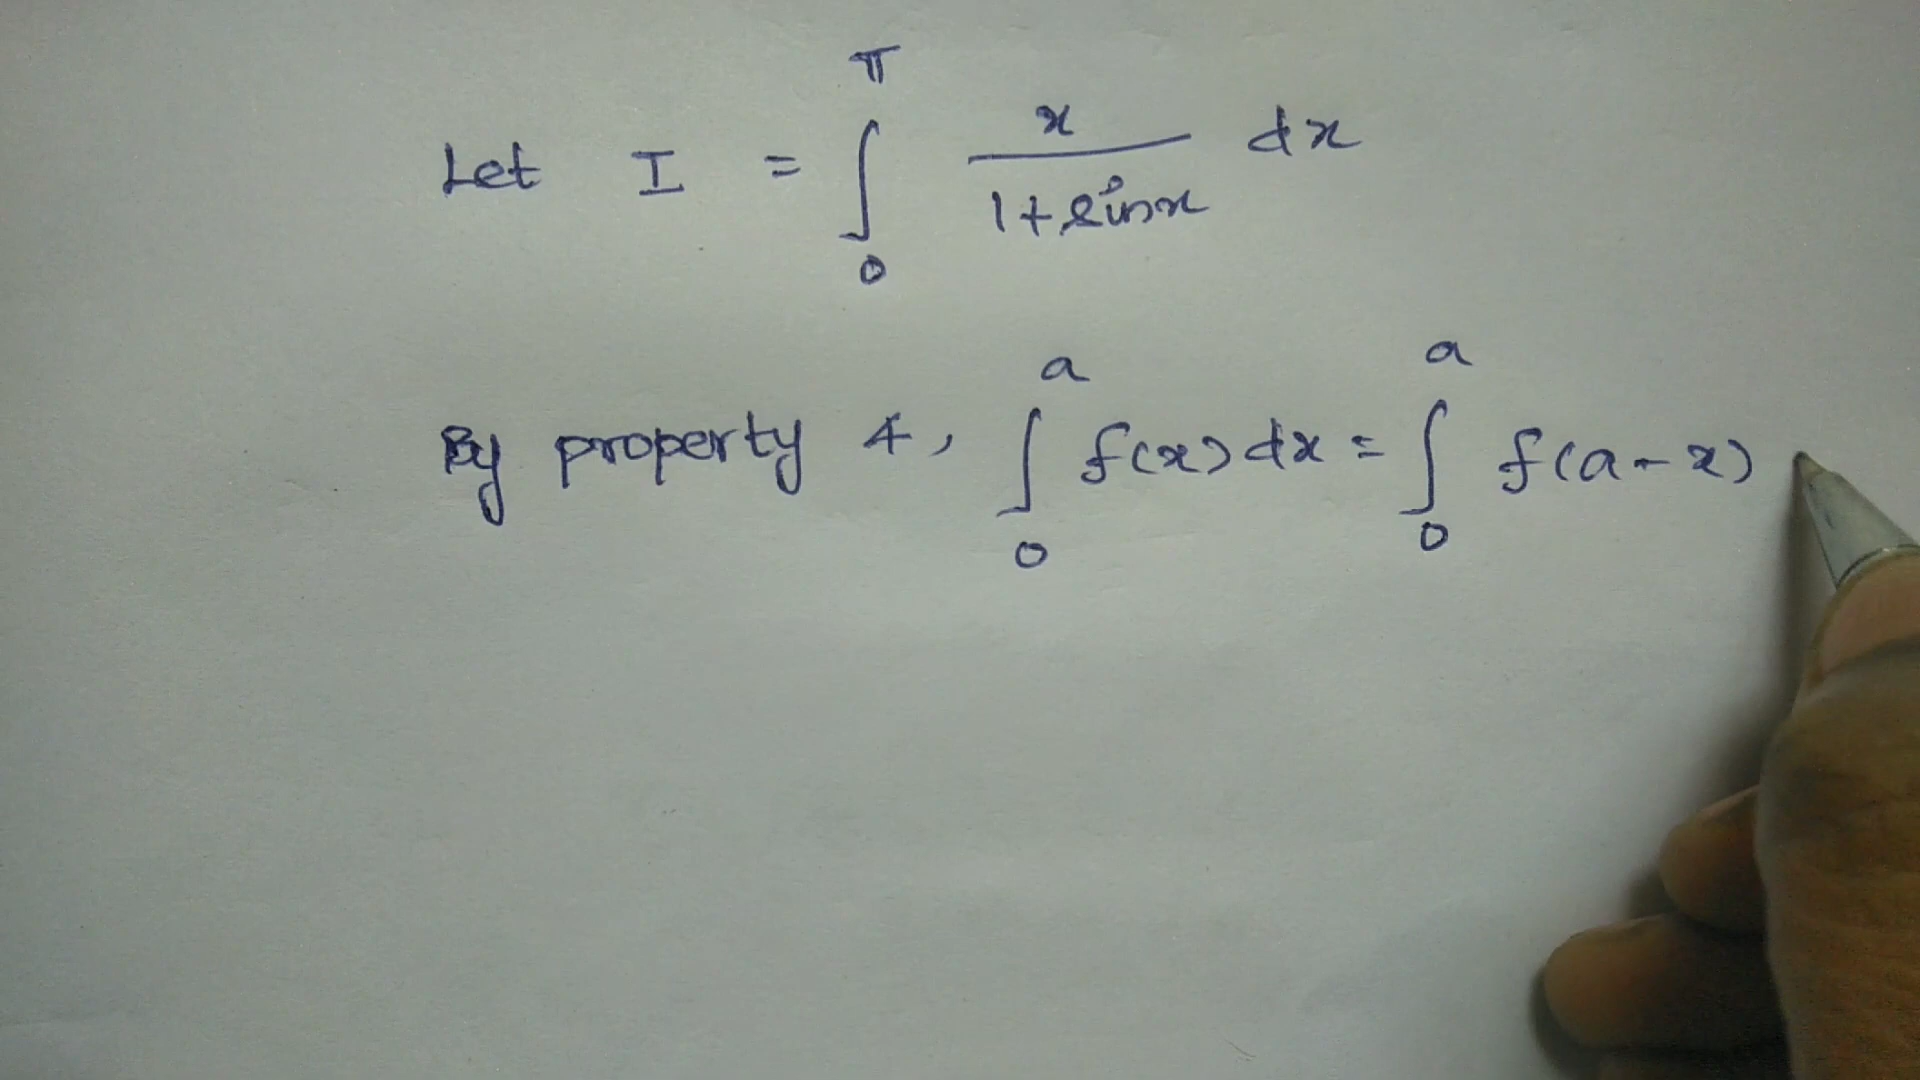 Let I = ∫₀^π x/(1+sinx) dx
By property 4, ∫₀^a f(x)dx = ∫₀^a f(a-x)